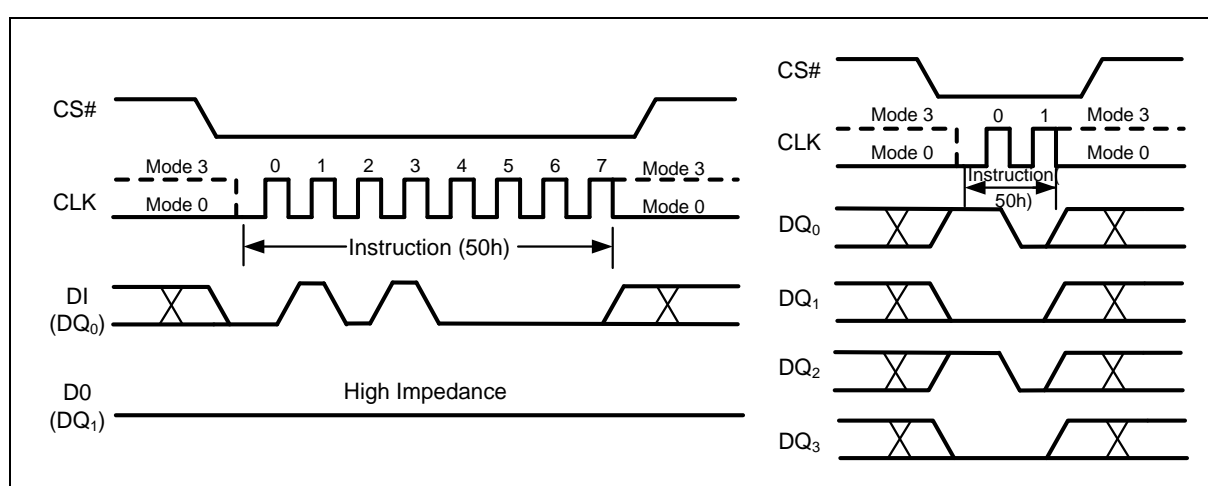 CS#
Mode 3 0 1 2 3 4 5 6 7 Mode 3
CLK Mode 0 Mode 0
Instruction (50h)
DI
(DQ0)
D0
(DQ1)
High Impedance
CS#
Mode 3 0 1 Mode 3
CLK
Mode 0 Mode 0
Instruction(
50h)
DQ0
DQ1
DQ2
DQ3